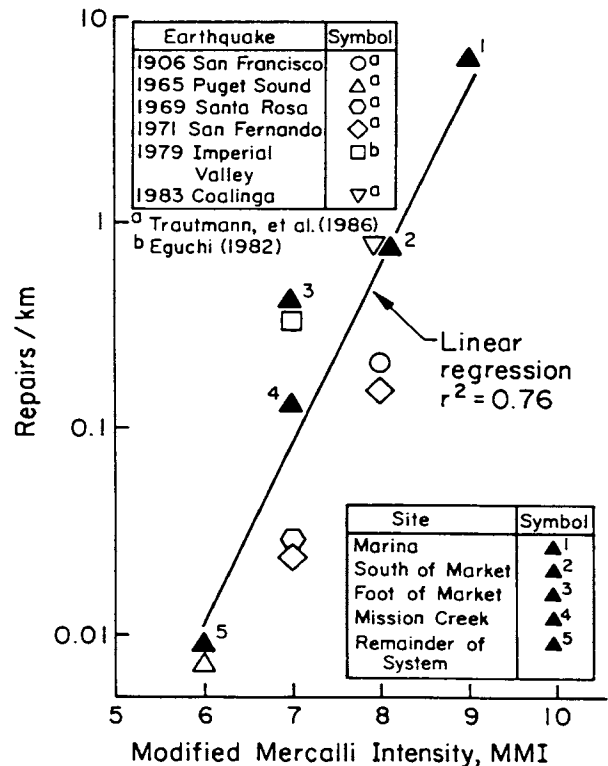 10
1
0.1
0.01
Repairs / km
Earthquake Symbol
1906 San Francisco a
1965 Puget Sound a
1969 Santa Rosa a
1971 San Fernando a
1979 Imperial b
Valley
1983 Coalinga a
a Trautmann, et al. (1986)
b Eguchi (1982)
1
2
3
4
5
Linear
regression
r² = 0.76
Site Symbol
Marina 1
South of Market 2
Foot of Market 3
Mission Creek 4
Remainder of 5
System
5 6 7 8 9 10
Modified Mercalli Intensity, MMI